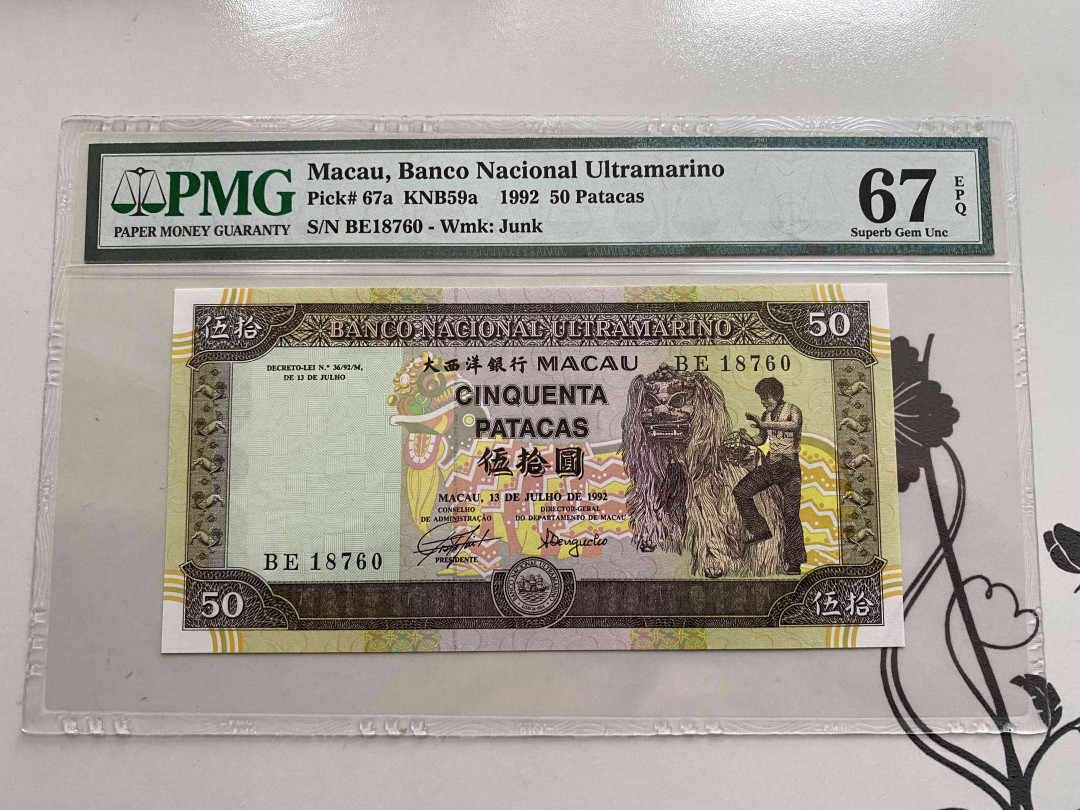 PMG
PAPER MONEY GUARANTY
Macau, Banco Nacional Ultramarino
Pick# 67a KNB59a 1992 50 Patacas
S/N BE18760 - Wmk: Junk
67
EPQ
Superb Gem Unc
伍拾
BANCO NACIONAL ULTRAMARINO
50
DECRETO-LEI N.º 36/92/M,
DE 13 DE JULHO
大西洋銀行 MACAU
BE 18760
CINQUENTA
PATACAS
伍拾圓
MACAU, 13 DE JULHO DE 1992
CONSELHO
DE ADMINISTRAÇÃO
DIRECTOR-GERAL
DO DEPARTAMENTO DE MACAU
PRESIDENTE
BE 18760
50
伍拾